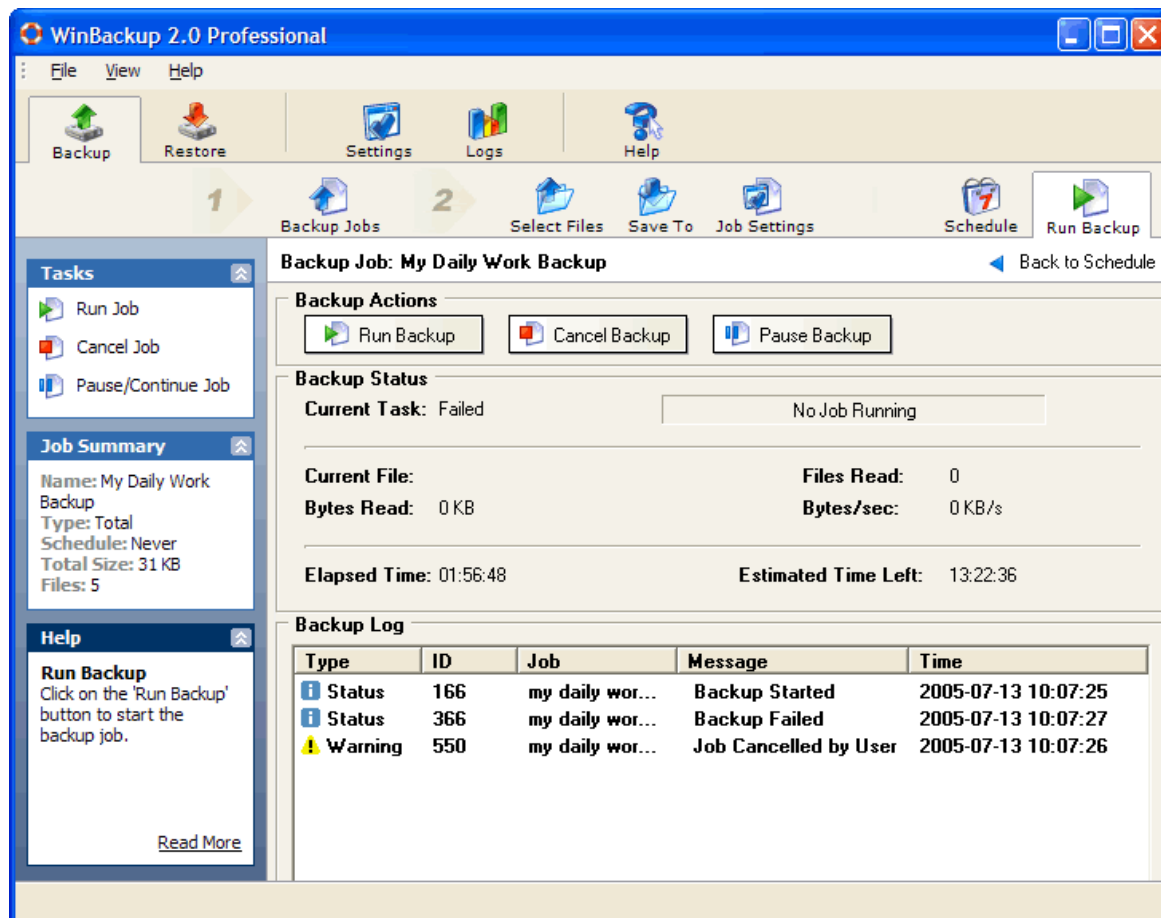 WinBackup 2.0 Professional
File View Help
Backup Restore Settings Logs Help
1 Backup Jobs 2 Select Files Save To Job Settings Schedule Run Backup
Tasks
Run Job
Cancel Job
Pause/Continue Job
Job Summary
Name: My Daily Work
Backup
Type: Total
Schedule: Never
Total Size: 31 KB
Files: 5
Help
Run Backup
Click on the 'Run Backup'
button to start the
backup job.
Read More
Backup Job: My Daily Work Backup Back to Schedule
Backup Actions
Run Backup Cancel Backup Pause Backup
Backup Status
Current Task: Failed No Job Running
Current File: Files Read: 0
Bytes Read: 0 KB Bytes/sec: 0 KB/s
Elapsed Time: 01:56:48 Estimated Time Left: 13:22:36
Backup Log
Type ID Job Message Time
Status 166 my daily wor... Backup Started 2005-07-13 10:07:25
Status 366 my daily wor... Backup Failed 2005-07-13 10:07:27
Warning 550 my daily wor... Job Cancelled by User 2005-07-13 10:07:26